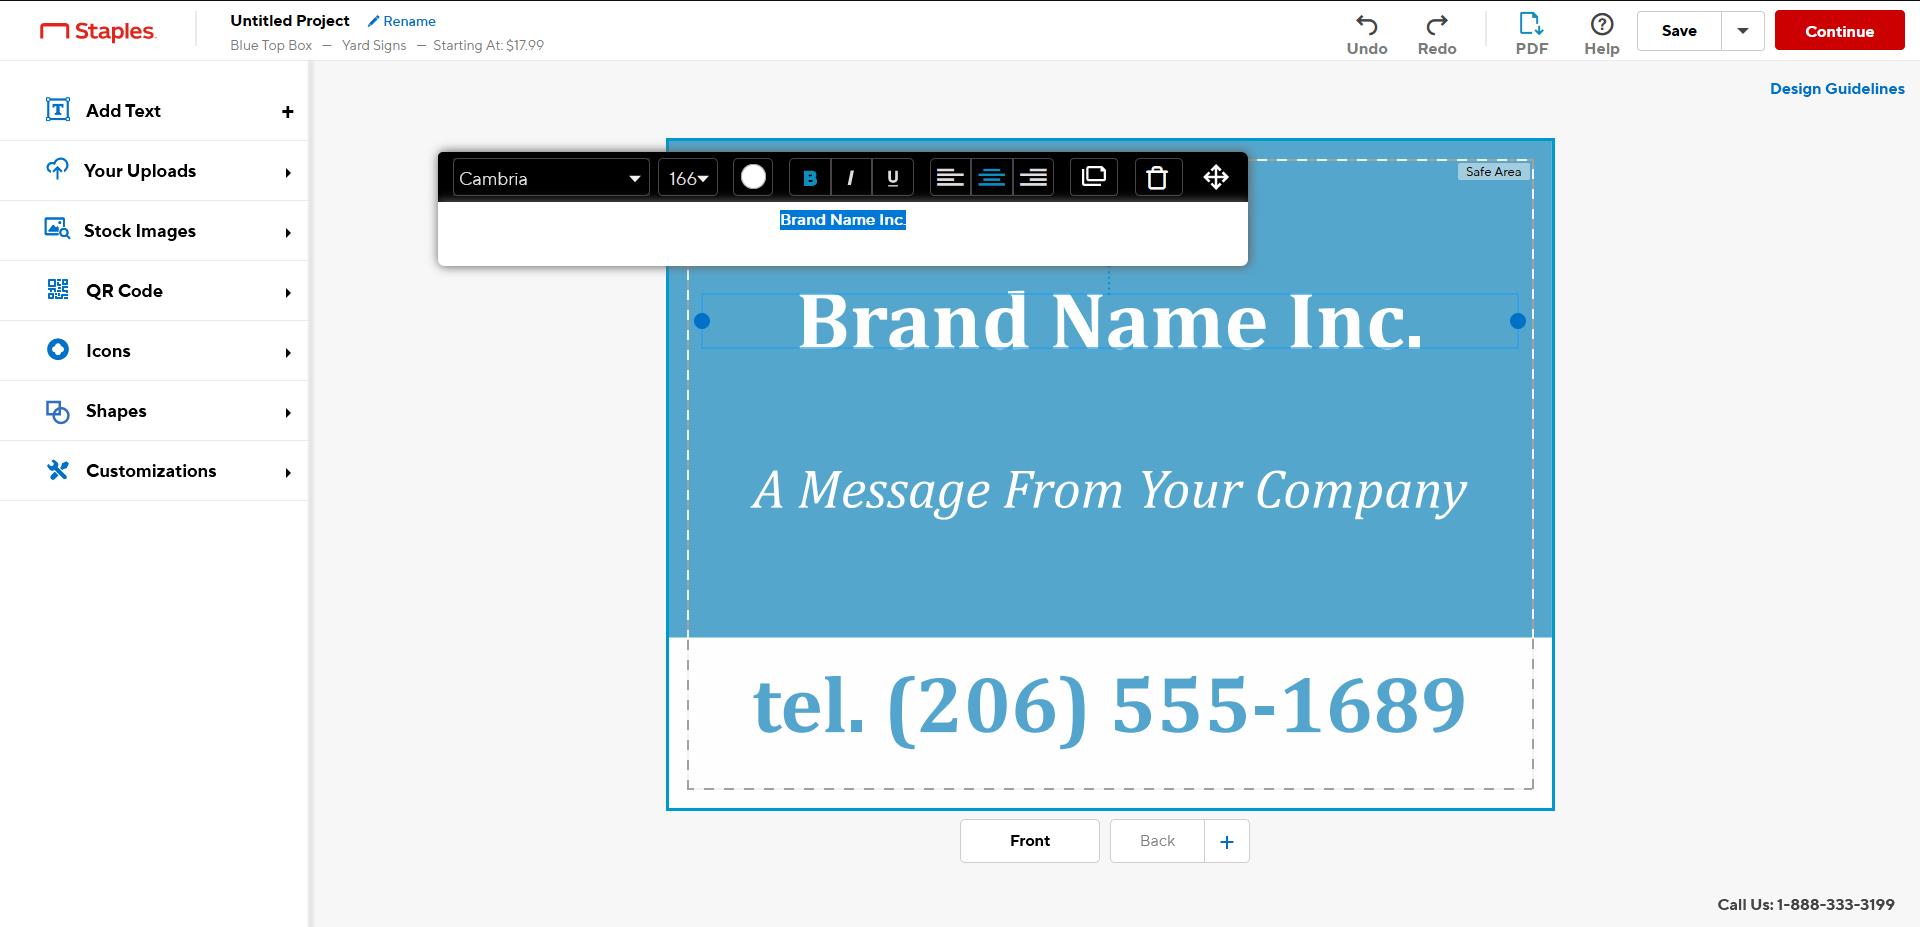 Staples.
Untitled Project Rename
Blue Top Box – Yard Signs – Starting At: $17.99
Undo
Redo
PDF
Help
Save
Continue
Design Guidelines
Add Text +
Your Uploads
Stock Images
QR Code
Icons
Shapes
Customizations
Cambria 166 B I U
Brand Name Inc.
Safe Area
Brand Name Inc.
A Message From Your Company
tel. (206) 555-1689
Front
Back +
Call Us: 1-888-333-3199